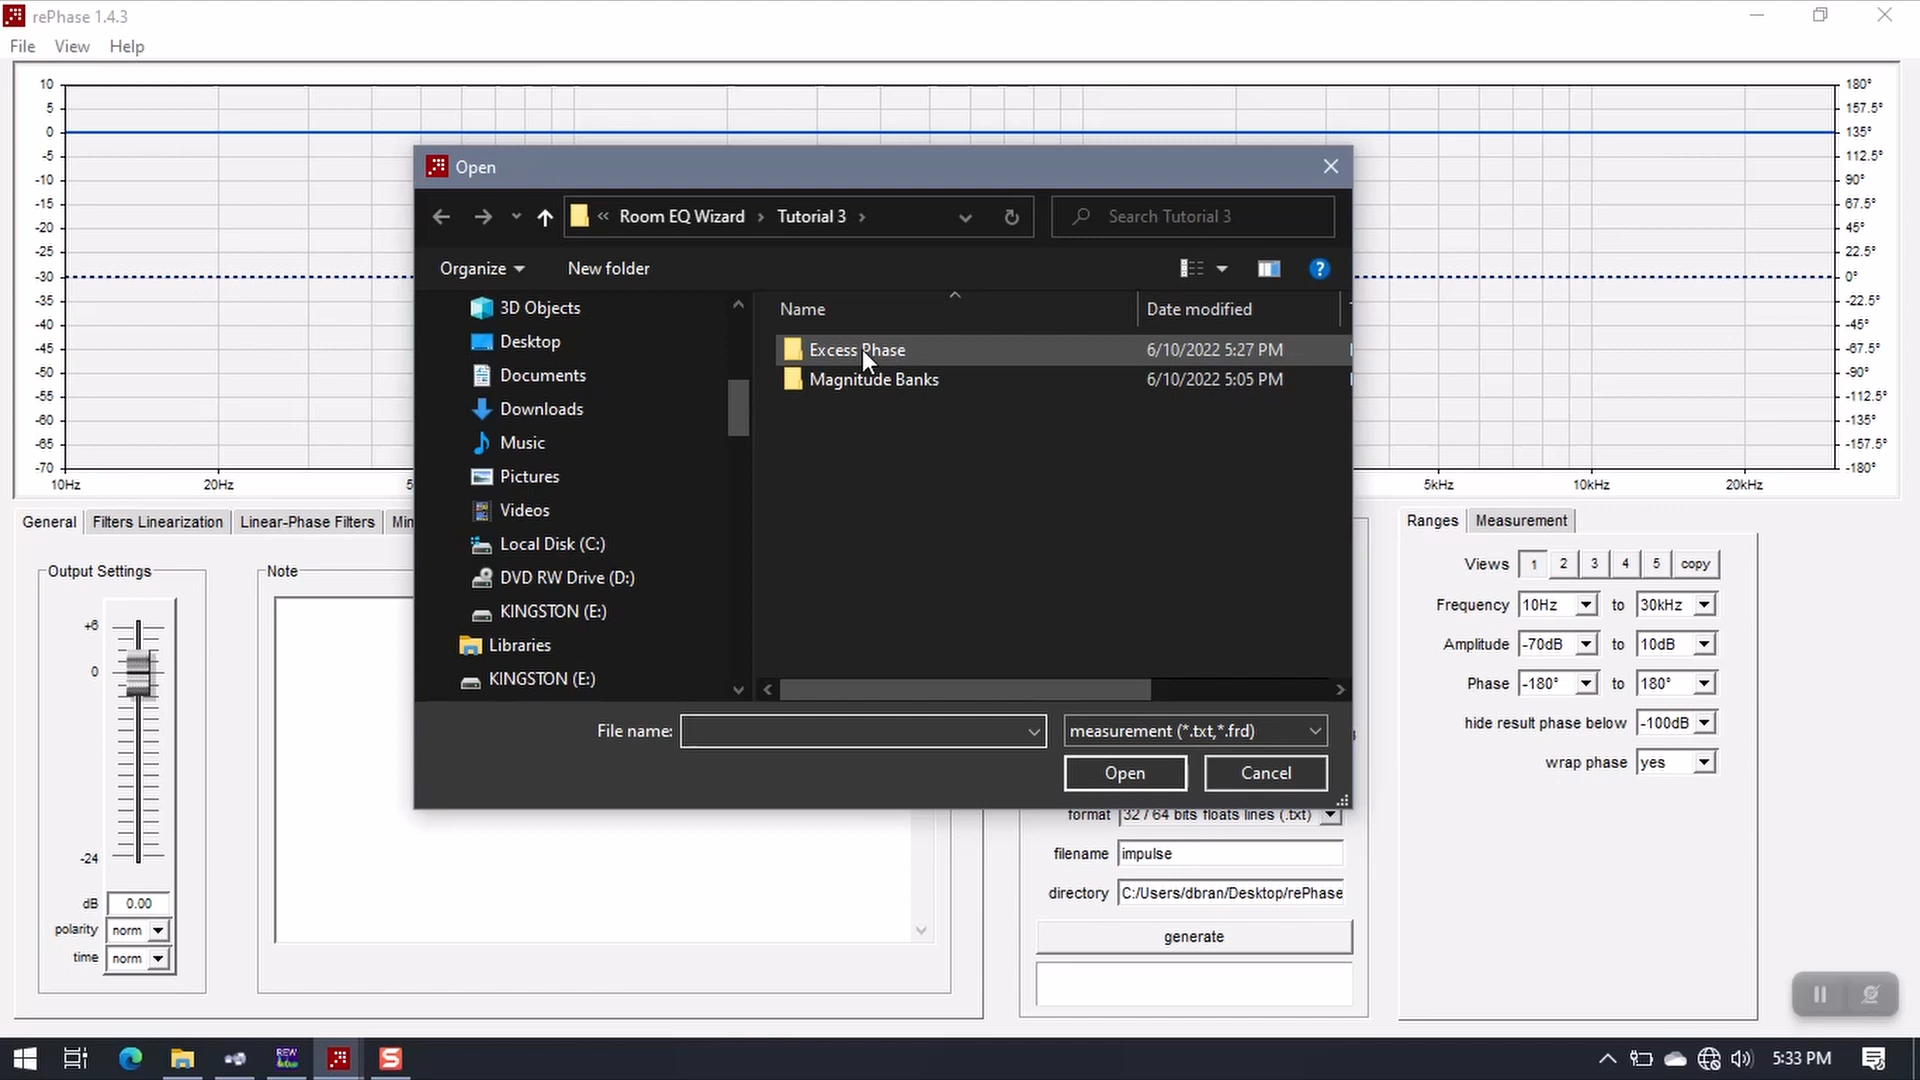 rePhase 1.4.3
File View Help
10
5
0
-5
-10
-15
-20
-25
-30
-35
-40
-45
-50
-55
-60
-65
-70
10Hz
20Hz
5kHz
10kHz
20kHz
180°
157.5°
135°
112.5°
90°
67.5°
45°
22.5°
0°
-22.5°
-45°
-67.5°
-90°
-112.5°
-135°
-157.5°
-180°
Open
« Room EQ Wizard › Tutorial 3 ›
Search Tutorial 3
Organize
New folder
3D Objects
Desktop
Documents
Downloads
Music
Pictures
Videos
Local Disk (C:)
DVD RW Drive (D:)
KINGSTON (E:)
Libraries
KINGSTON (E:)
Name Date modified
Excess Phase 6/10/2022 5:27 PM
Magnitude Banks 6/10/2022 5:05 PM
File name:
measurement (*.txt,*.frd)
Open
Cancel
General
Filters Linearization
Linear-Phase Filters
Output Settings
+6
0
-24
dB 0.00
polarity norm
time norm
Note
format 32 / 64 bits floats lines (.txt)
filename impulse
directory C:/Users/dbran/Desktop/rePhase
generate
Ranges
Measurement
Views 1 2 3 4 5 copy
Frequency 10Hz to 30kHz
Amplitude -70dB to 10dB
Phase -180° to 180°
hide result phase below -100dB
wrap phase yes
REW
5:33 PM